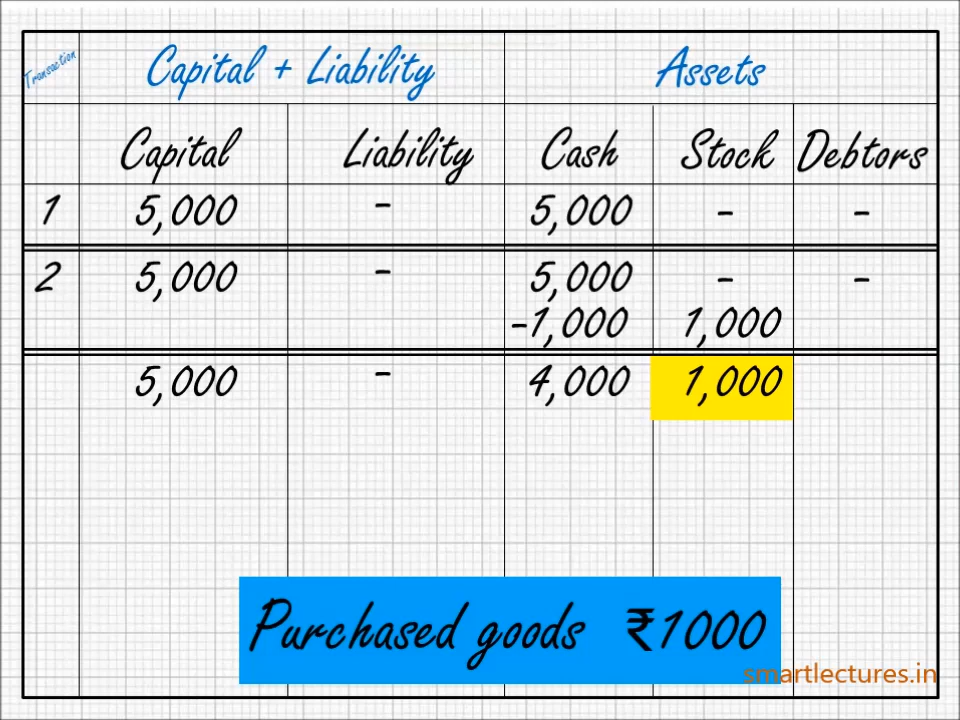 Transaction Capital + Liability Assets
Capital Liability Cash Stock Debtors
1 5,000 - 5,000 - -
2 5,000 - 5,000 - -
-1,000 1,000
5,000 - 4,000 1,000
Purchased goods ₹1000
smartlectures.in